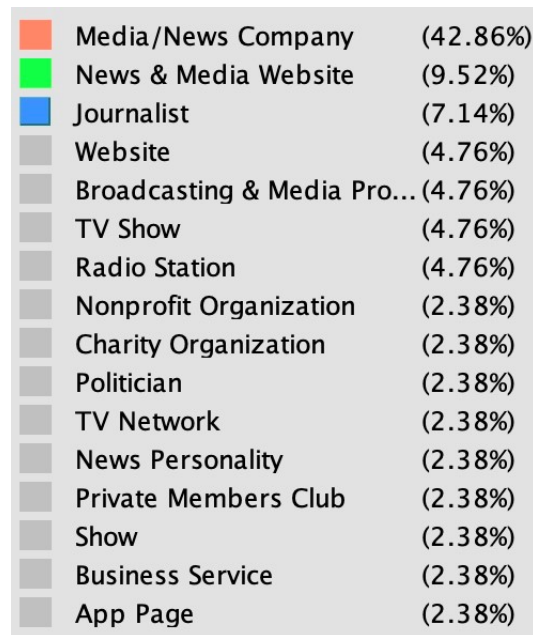 Media/News Company (42.86%)
News & Media Website (9.52%)
Journalist (7.14%)
Website (4.76%)
Broadcasting & Media Pro... (4.76%)
TV Show (4.76%)
Radio Station (4.76%)
Nonprofit Organization (2.38%)
Charity Organization (2.38%)
Politician (2.38%)
TV Network (2.38%)
News Personality (2.38%)
Private Members Club (2.38%)
Show (2.38%)
Business Service (2.38%)
App Page (2.38%)